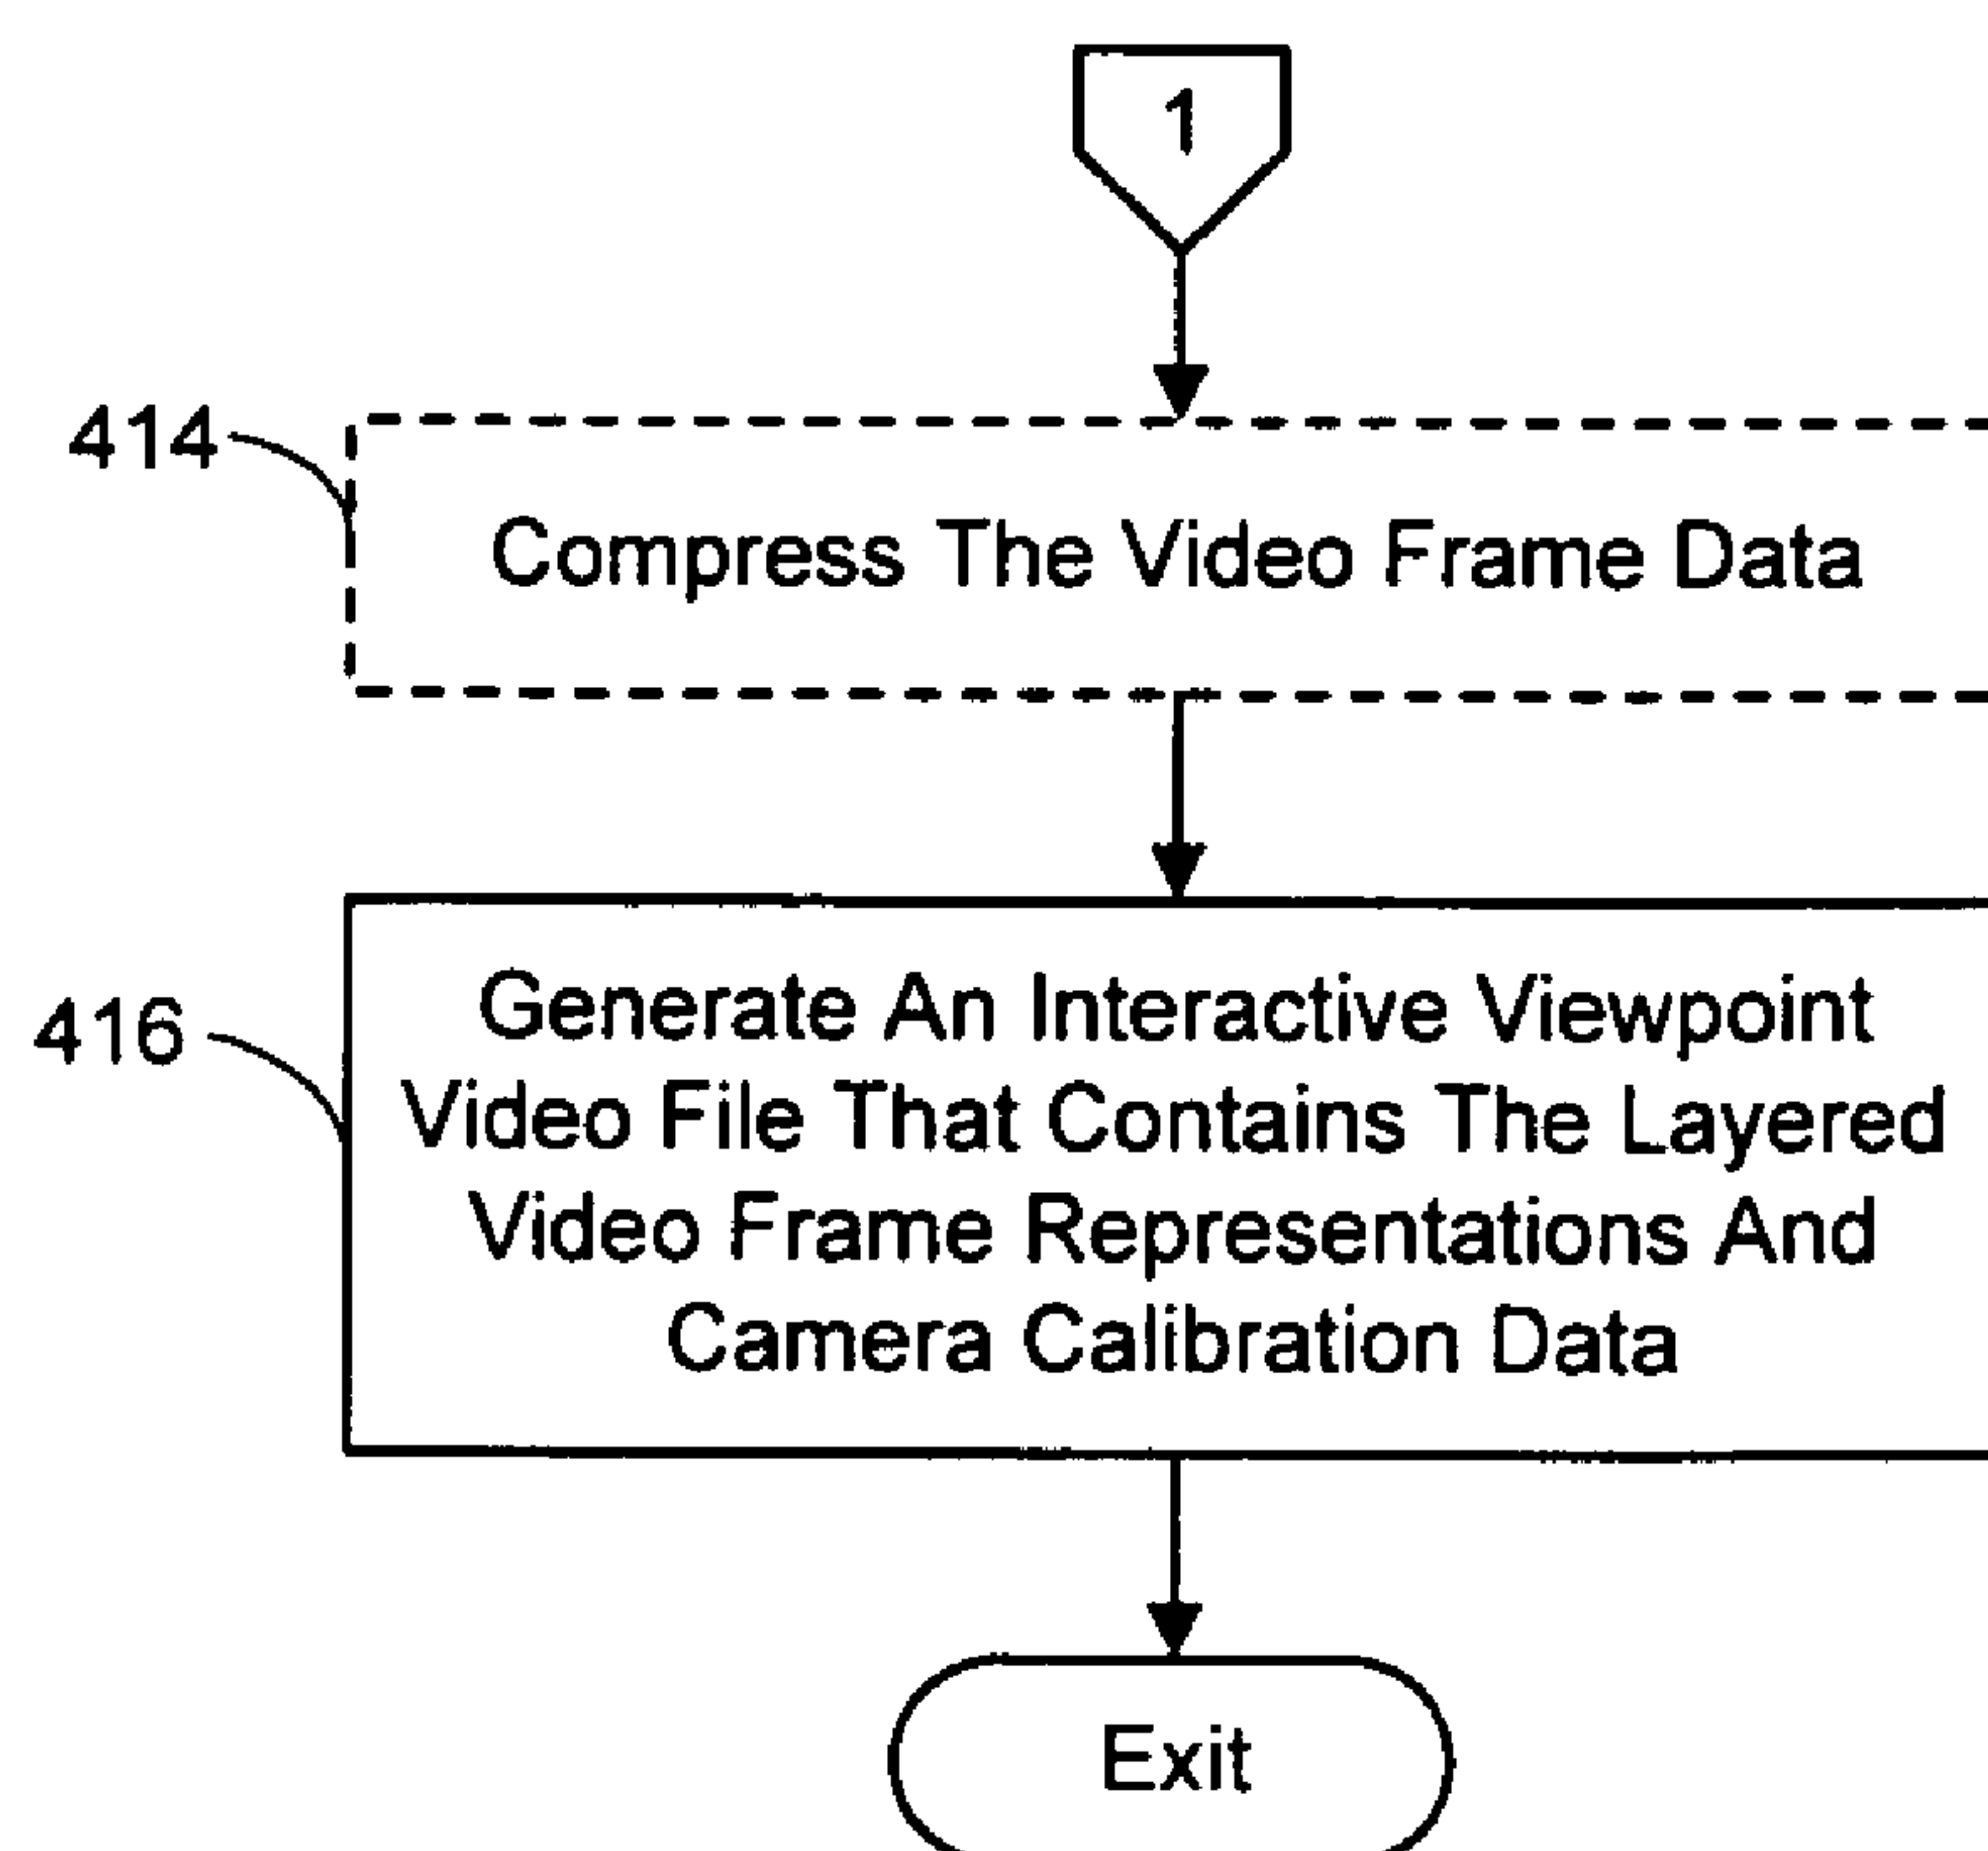 1
414
Compress The Video Frame Data
416
Generate An Interactive Viewpoint
Video File That Contains The Layered
Video Frame Representations And
Camera Calibration Data
Exit